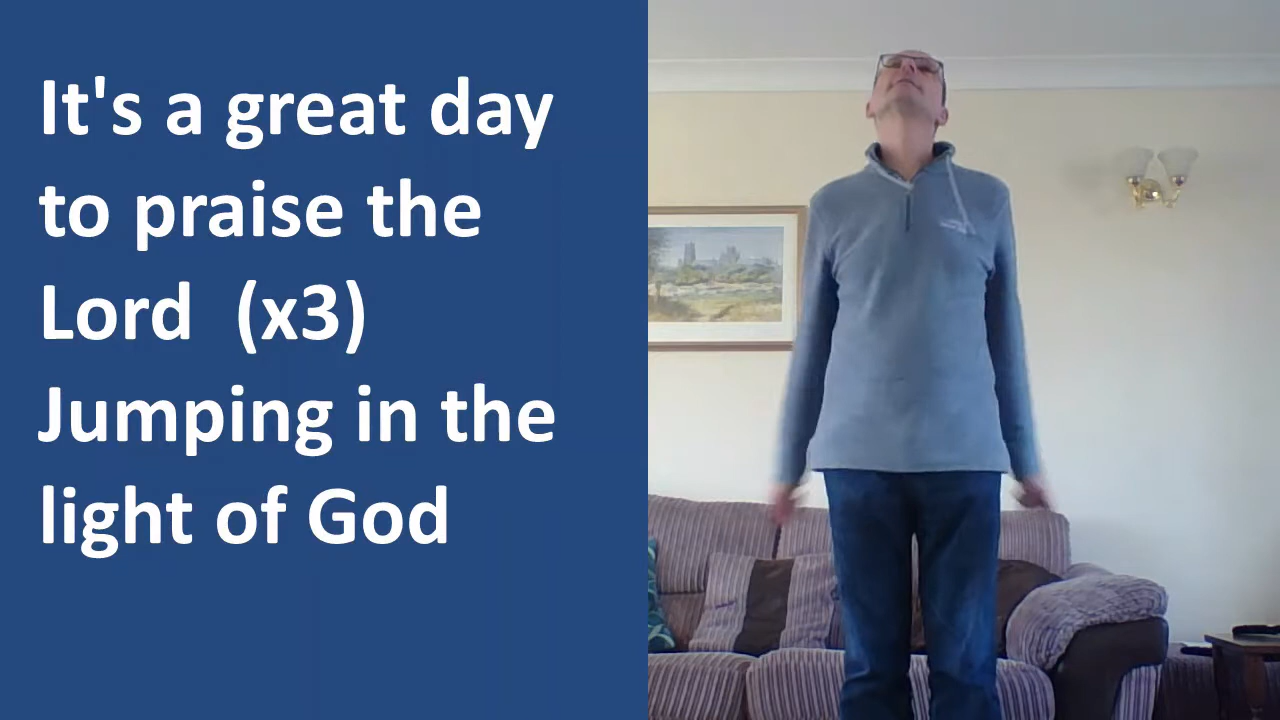 It's a great day
to praise the
Lord  (x3)
Jumping in the
light of God